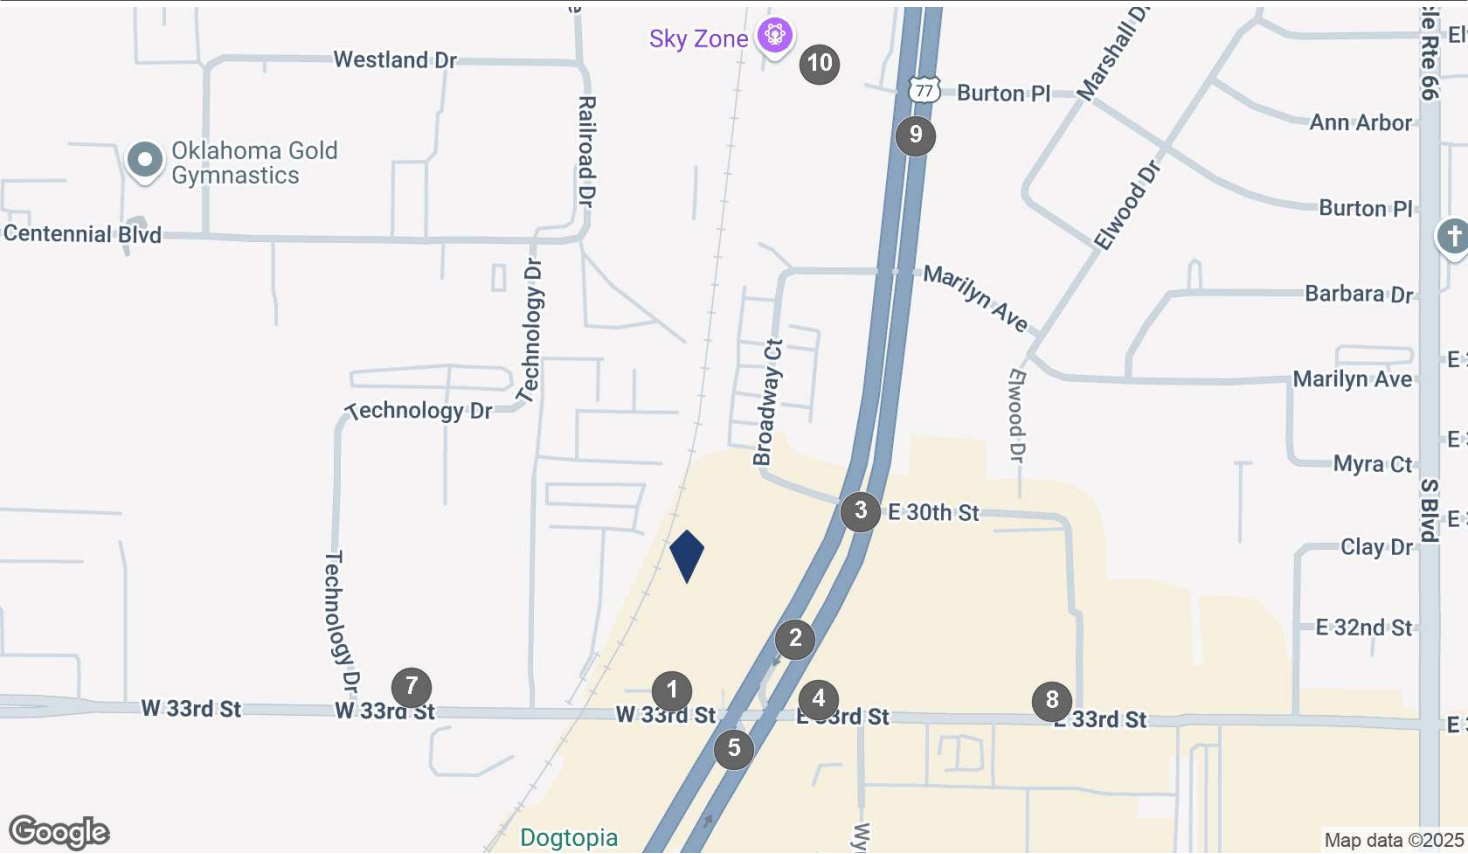 Sky Zone
10
Westland Dr
77
Burton Pl
Marshall Dr
Rte 66
Railroad Dr
9
Ann Arbor
Oklahoma Gold
Gymnastics
Elwood Dr
Burton Pl
Centennial Blvd
Technology Dr
Marilyn Ave
Barbara Dr
Broadway Ct
Elwood Dr
Marilyn Ave
Technology Dr
Myra Ct
3
E 30th St
S Blvd
Clay Dr
Technology Dr
2
E 32nd St
7
1
4
8
W 33rd St
W 33rd St
W 33rd St
E 33rd St
E 33rd St
5
Dogtopia
Google
Map data ©2025